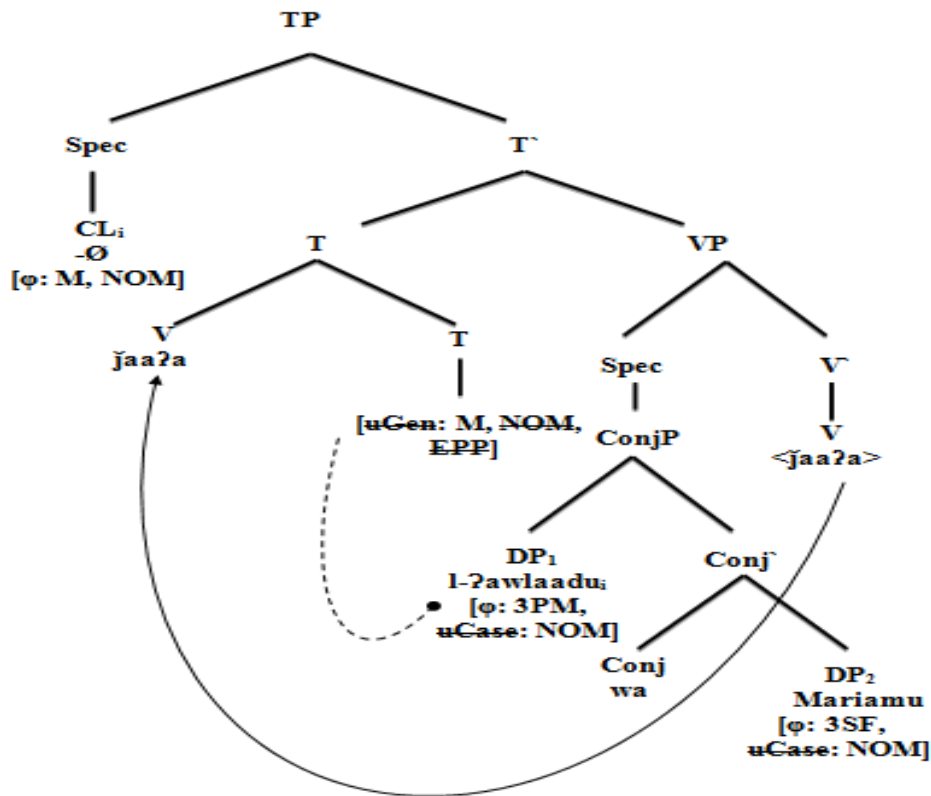 TP
Spec T`
CLᵢ
-Ø
[φ: M, NOM]
T VP
V
ǰaaʔa
T
[uGen: M, NOM,
EPP]
Spec V`
ConjP
V
<ǰaaʔa>
DP₁
l-ʔawlaaduᵢ
[φ: 3PM,
uCase: NOM]
Conj`
Conj
wa
DP₂
Mariamu
[φ: 3SF,
uCase: NOM]